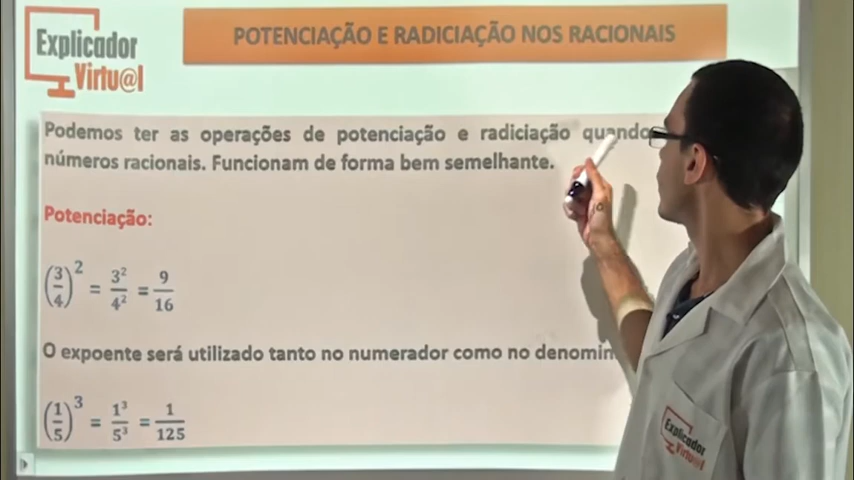 Explicador
Virtu@l
POTENCIAÇÃO E RADICIAÇÃO NOS RACIONAIS
Podemos ter as operações de potenciação e radiciação quando
números racionais. Funcionam de forma bem semelhante.
Potenciação:
(3/4)² = 3²/4² = 9/16
O expoente será utilizado tanto no numerador como no
(1/5)³ = 1³/5³ = 1/125
Explicador
Virtu@l